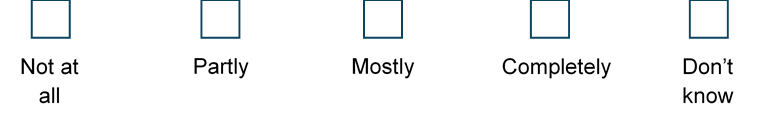 Not at all
Partly
Mostly
Completely
Don’t know